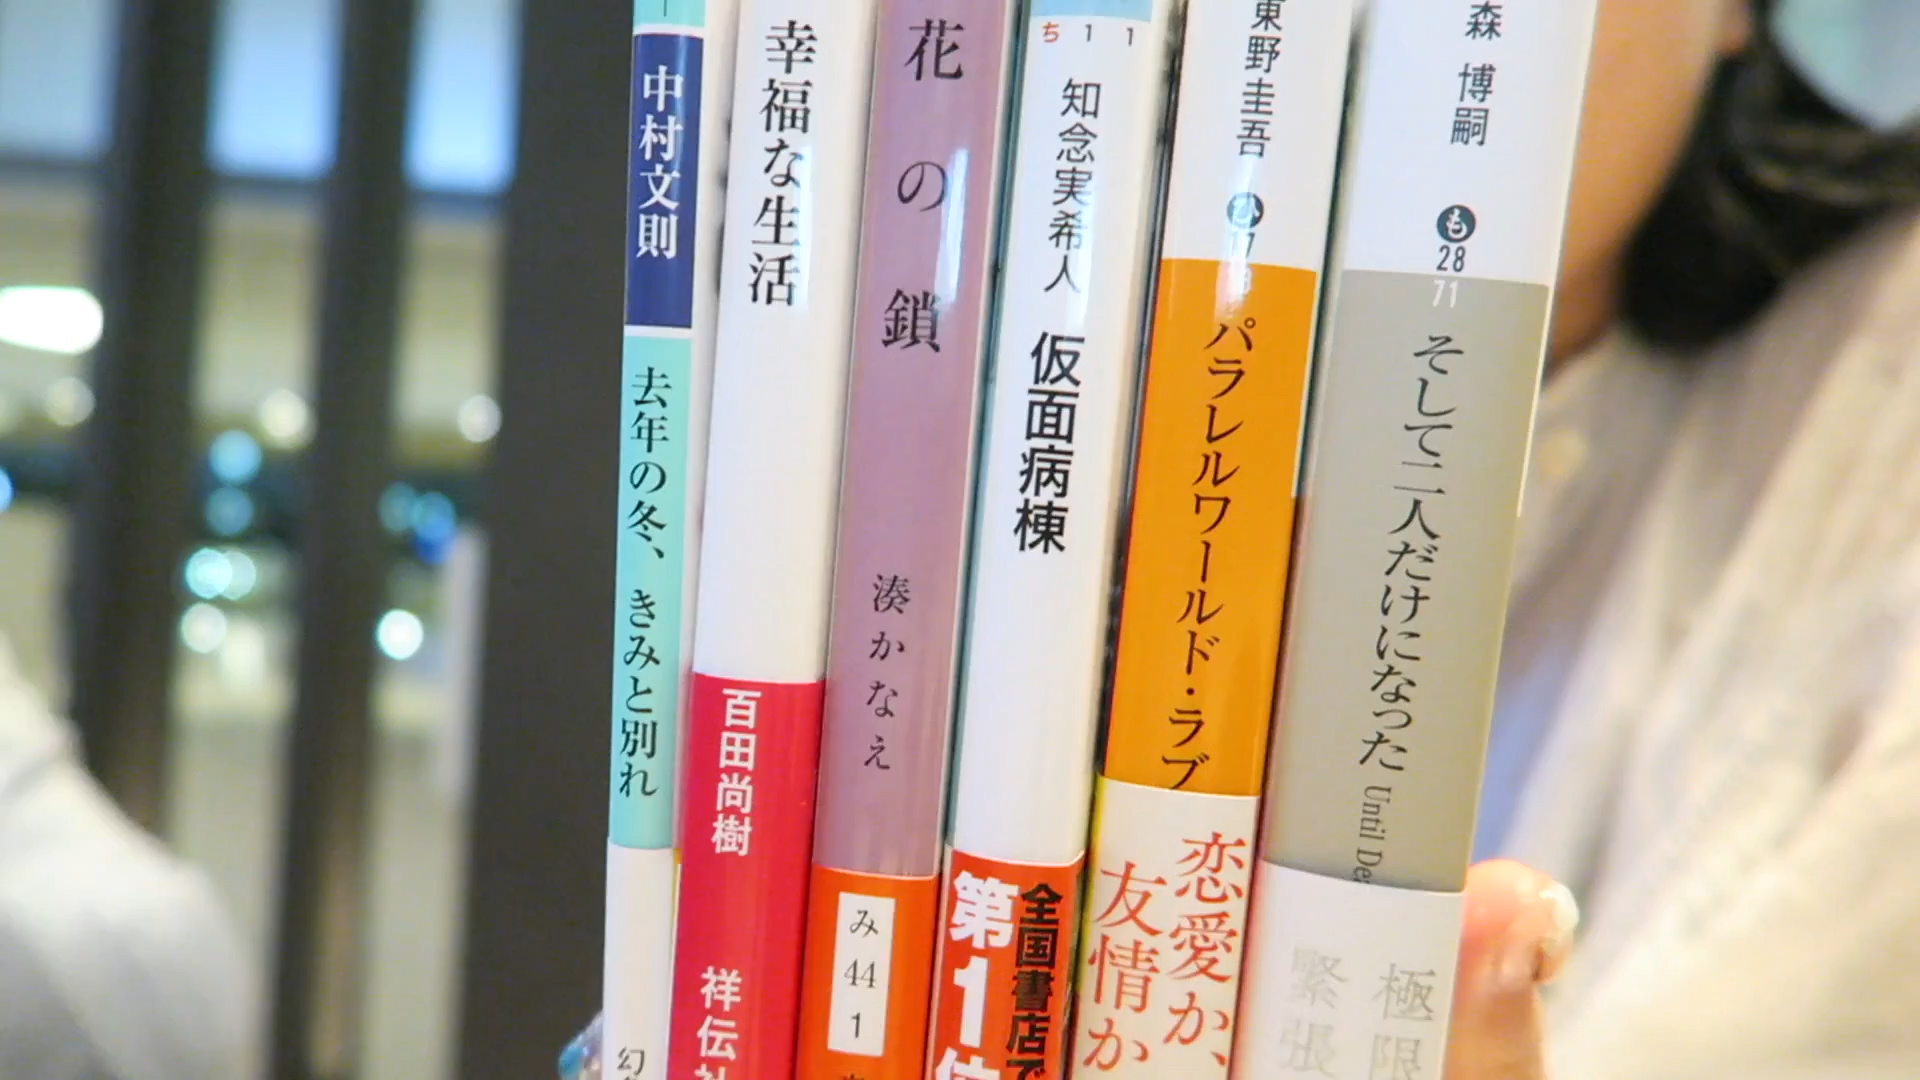 中村文則
去年の冬、きみと別れ
幻
幸福な生活
百田尚樹
祥伝社
花の鎖
湊かなえ
み
44
1
ち 1 1
知念実希人
仮面病棟
全国書店で
第1位
東野圭吾
ひ
17
パラレルワールド・ラブ
恋愛か、
友情か
森 博嗣
も
28
71
そして二人だけになった Until De
極限
緊張